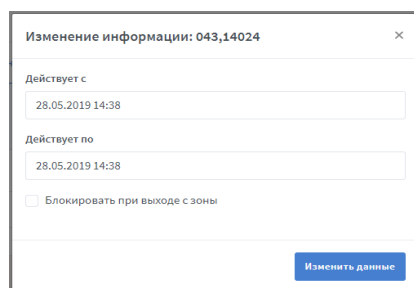 Изменение информации: 043,14024
×
Действует с
28.05.2019 14:38
Действует по
28.05.2019 14:38
Блокировать при выходе с зоны
Изменить данные